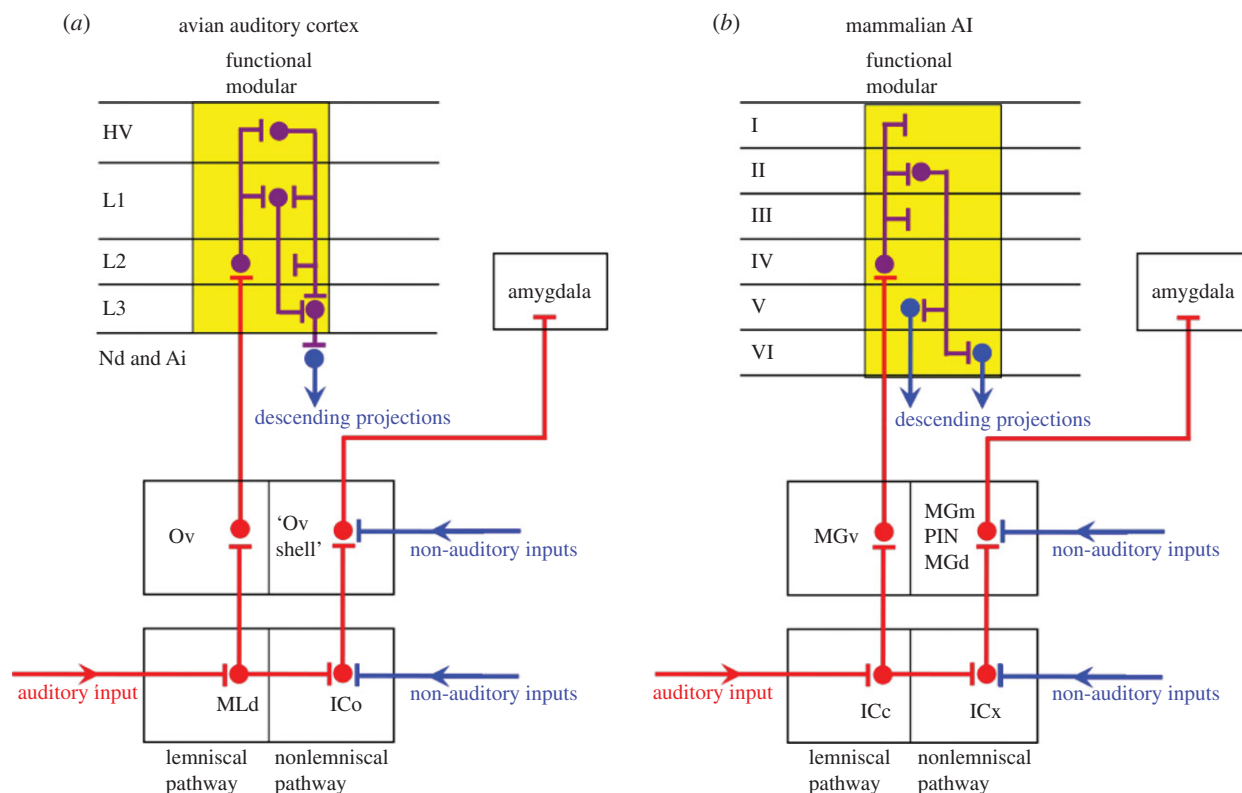 (a)
avian auditory cortex
functional
modular
HV
L1
L2
L3
Nd and Ai
descending projections
amygdala
Ov
‘Ov
shell’
non-auditory inputs
auditory input
MLd
ICo
non-auditory inputs
lemniscal
pathway
nonlemniscal
pathway
(b)
mammalian AI
functional
modular
I
II
III
IV
V
VI
descending projections
amygdala
MGv
MGm
PIN
MGd
non-auditory inputs
auditory input
ICc
ICx
non-auditory inputs
lemniscal
pathway
nonlemniscal
pathway